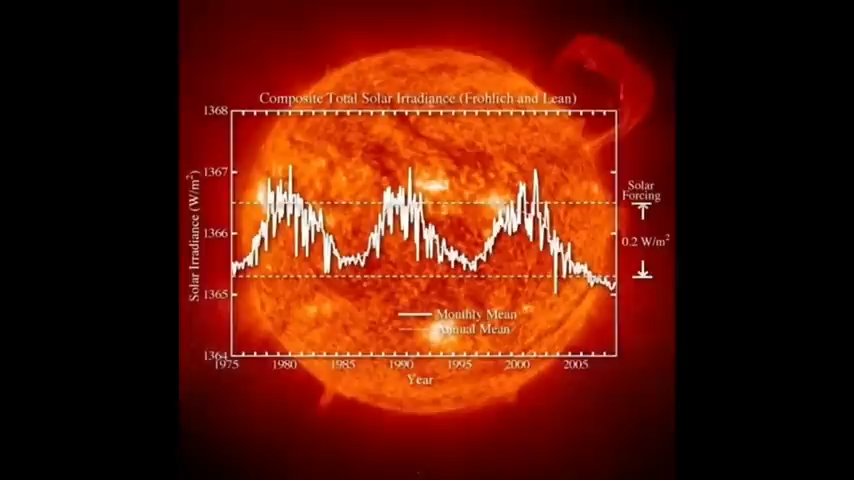 Composite Total Solar Irradiance (Frohlich and Lean)
1368
1367
1366
1365
1364
Solar Irradiance (W/m²)
Solar
Forcing
0.2 W/m²
Monthly Mean
Annual Mean
1975 1980 1985 1990 1995 2000 2005
Year